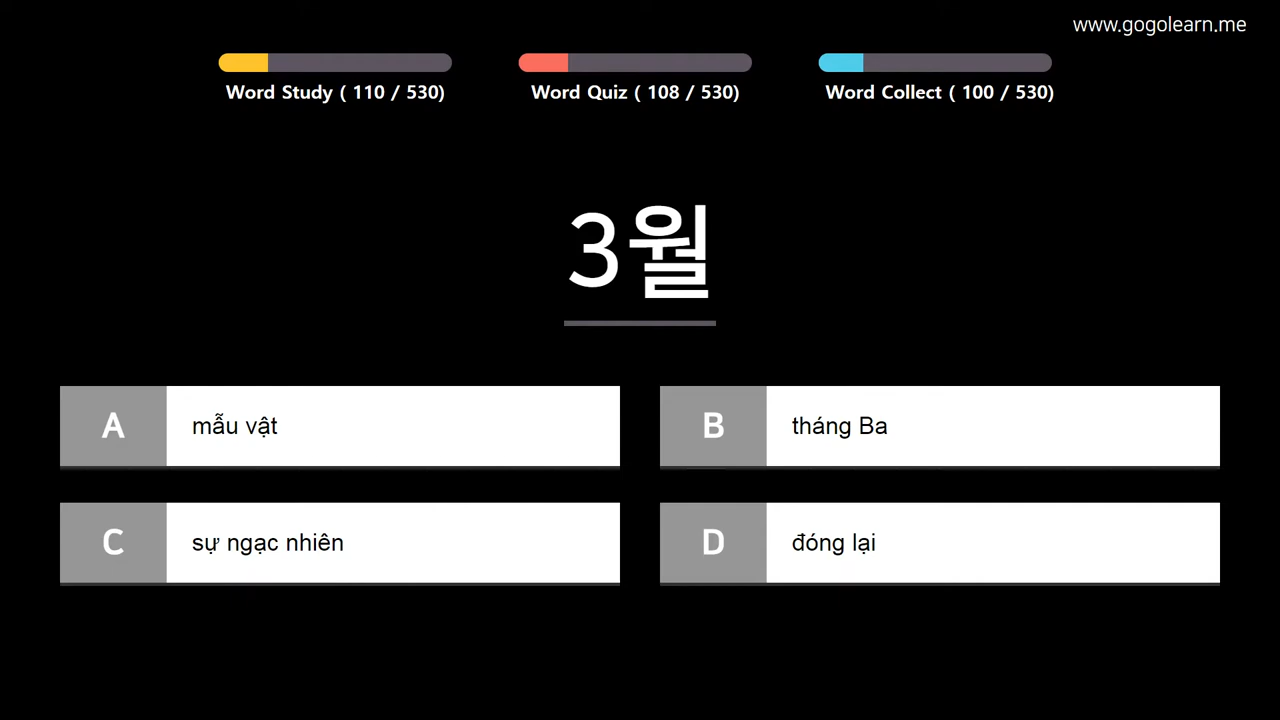 www.gogolearn.me
Word Study ( 110 / 530)
Word Quiz ( 108 / 530)
Word Collect ( 100 / 530)
3월
A mẫu vật
B tháng Ba
C sự ngạc nhiên
D đóng lại